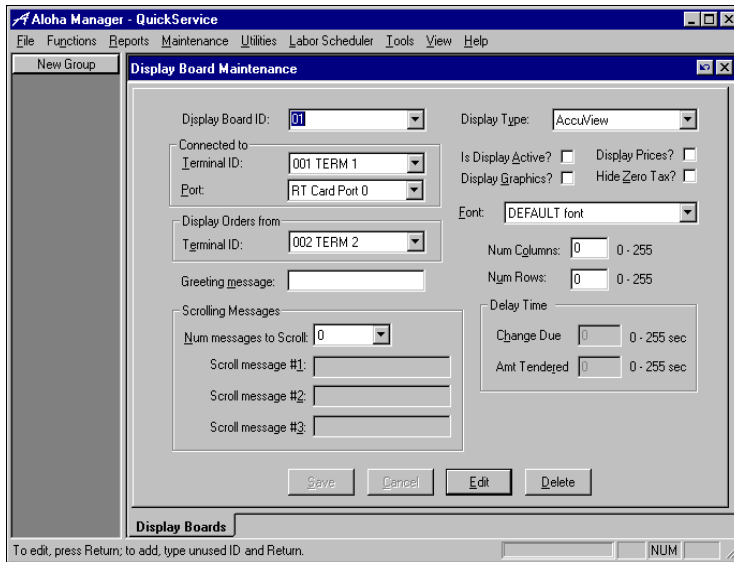 Aloha Manager - QuickService
File Functions Reports Maintenance Utilities Labor Scheduler Tools View Help
New Group
Display Board Maintenance
Display Board ID: 01
Display Type: AccuView
Connected to
Terminal ID: 001 TERM 1
Port: RT Card Port 0
Is Display Active? Display Prices?
Display Graphics? Hide Zero Tax?
Font: DEFAULT font
Display Orders from
Terminal ID: 002 TERM 2
Num Columns: 0 0 - 255
Num Rows: 0 0 - 255
Greeting message:
Scrolling Messages
Num messages to Scroll: 0
Scroll message #1:
Scroll message #2:
Scroll message #3:
Delay Time
Change Due 0 0 - 255 sec
Amt Tendered 0 0 - 255 sec
Save Cancel Edit Delete
Display Boards
To edit, press Return; to add, type unused ID and Return.
NUM